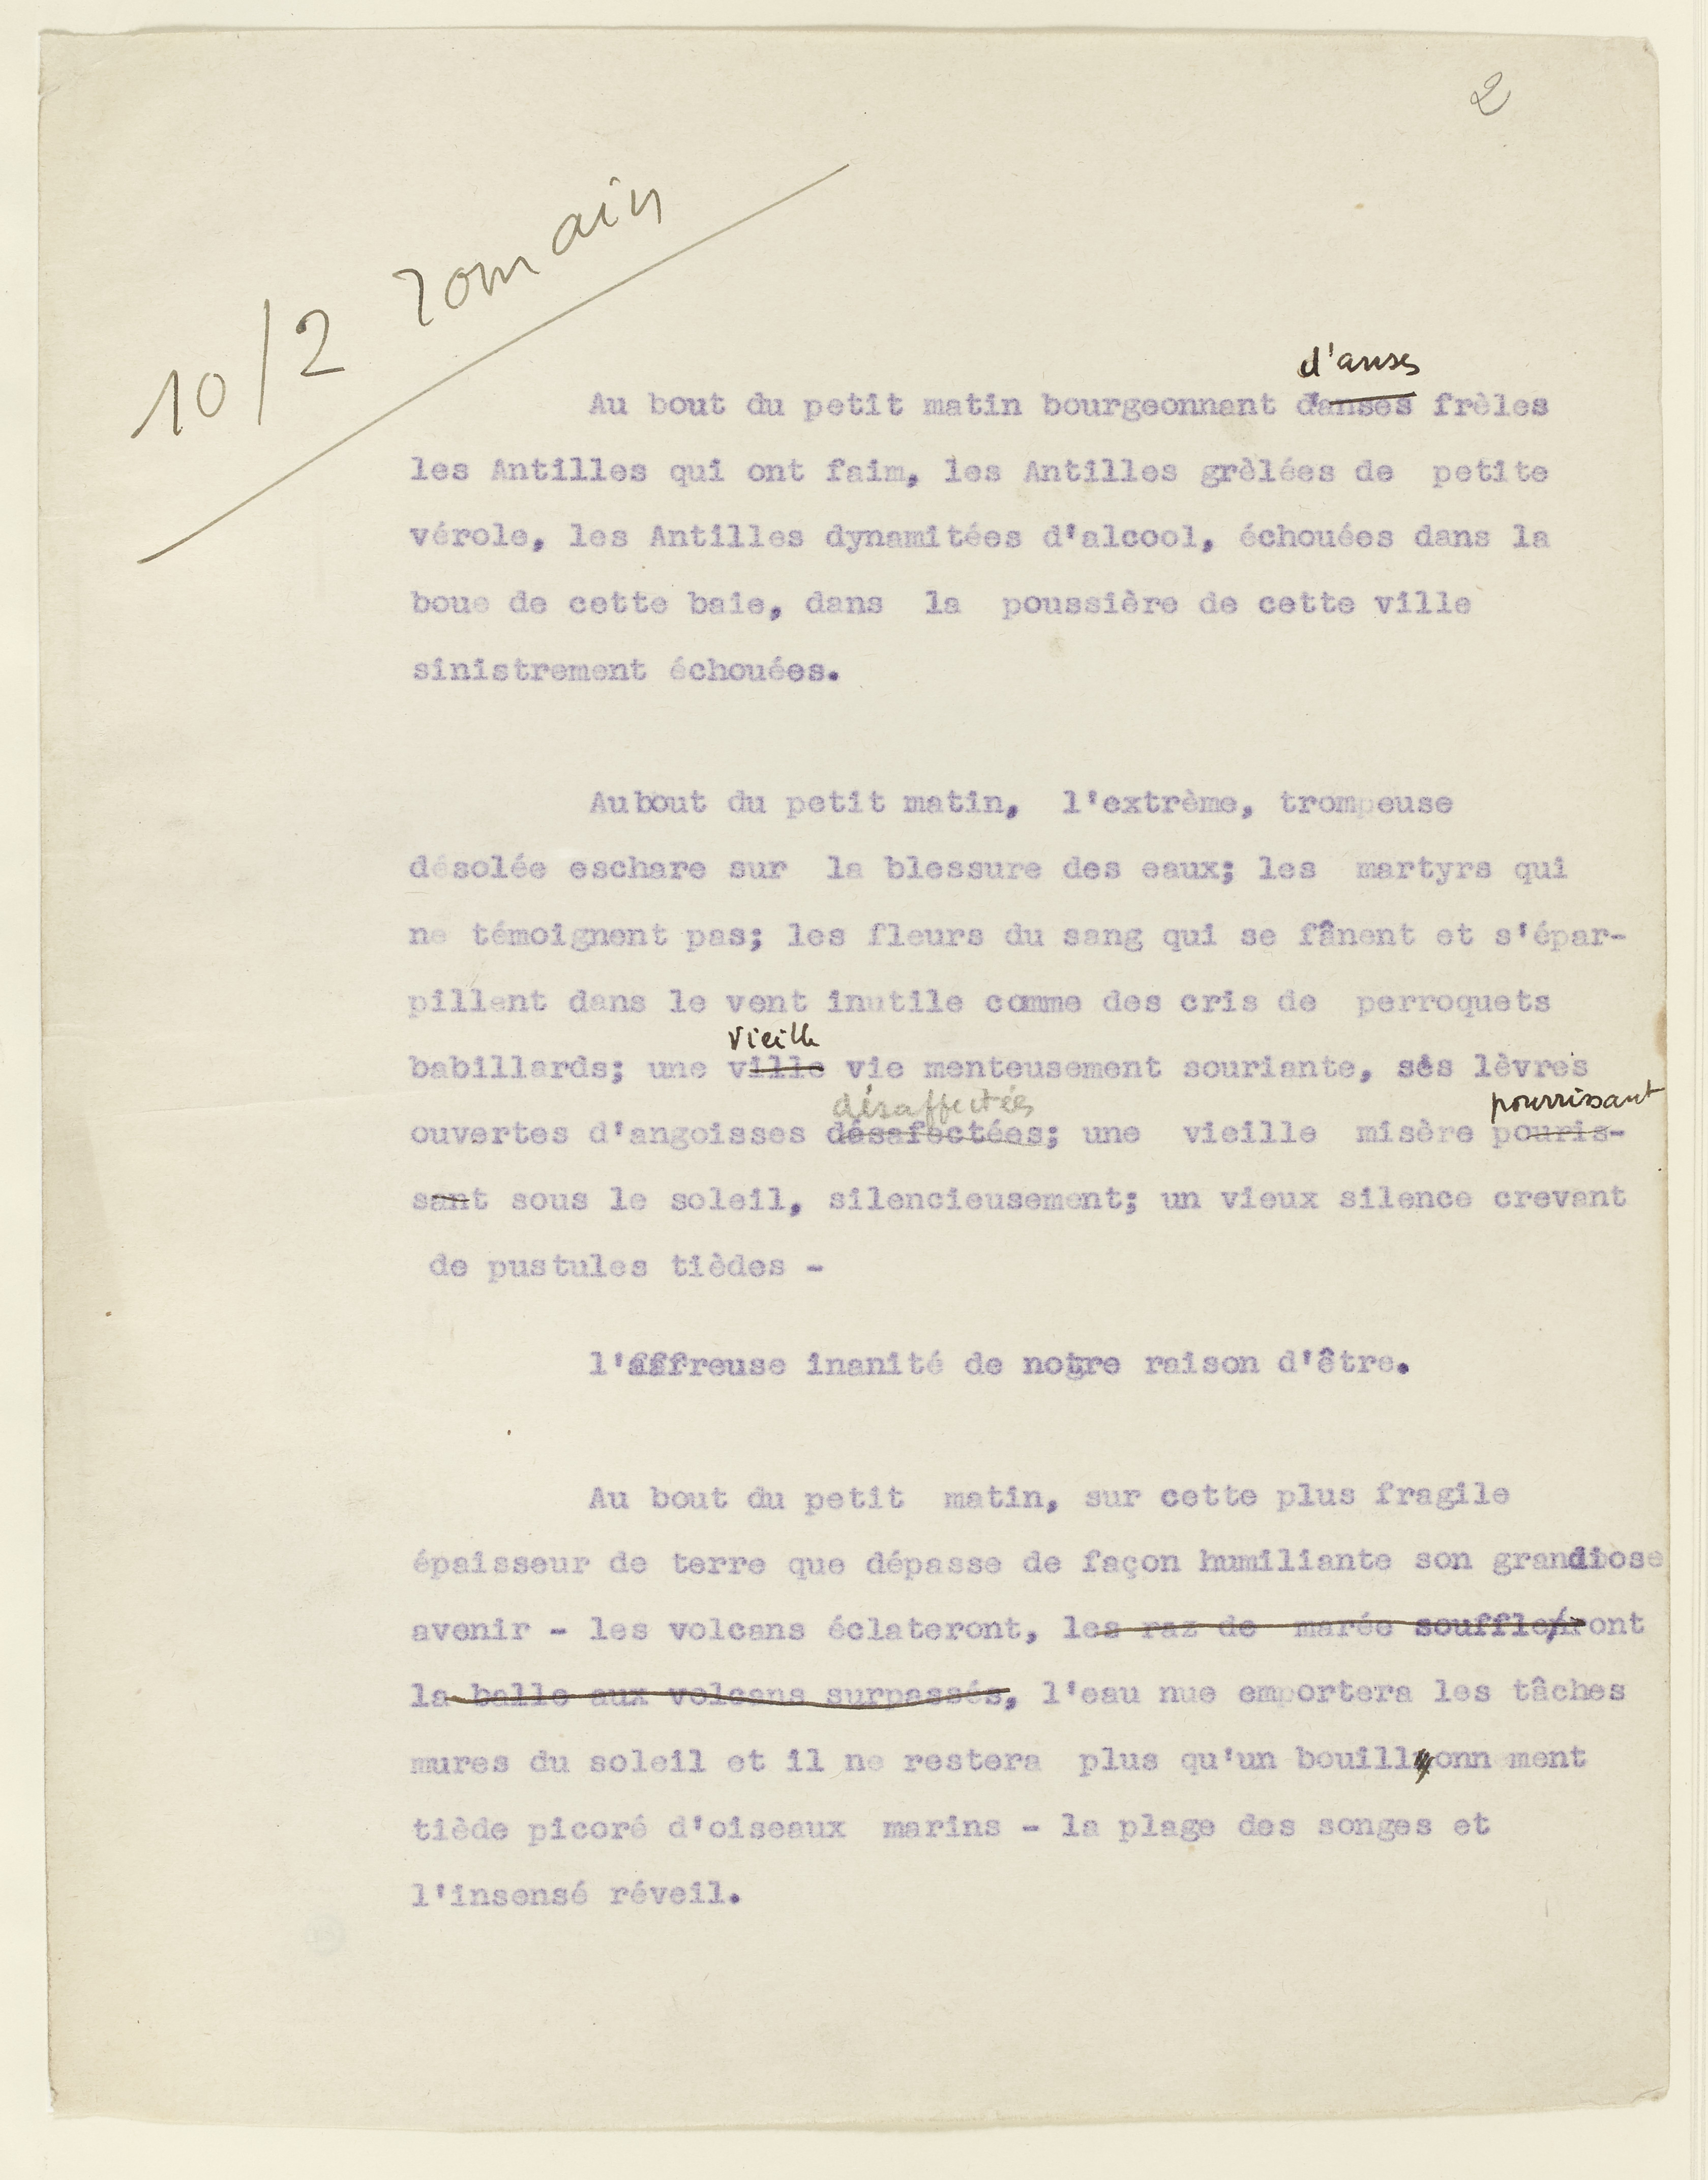 2
10/2 romain
d'anses
Au bout du petit matin bourgeonnant danses frêles
les Antilles qui ont faim, les Antilles grêlées de petite
vérole, les Antilles dynamitées d'alcool, échouées dans la
boue de cette baie, dans la poussière de cette ville
sinistrement échouées.
Au bout du petit matin, l'extrême, trompeuse
désolée eschare sur la blessure des eaux; les martyrs qui
ne témoignent pas; les fleurs du sang qui se fânent et s'épar-
pillent dans le vent inutile comme des cris de perroquets
vieille
babillards; une ville vie menteusement souriante, ses lèvres
désaffectées pourrissant
ouvertes d'angoisses désafectées; une vieille misère pouris-
sant sous le soleil, silencieusement; un vieux silence crevant
de pustules tièdes -
l'affreuse inanité de notre raison d'être.
Au bout du petit matin, sur cette plus fragile
épaisseur de terre que dépasse de façon humiliante son grandiose
avenir - les volcans éclateront, les raz de marée souffleront
la balle aux volcans surpassés, l'eau nue emportera les tâches
mures du soleil et il ne restera plus qu'un bouillonnement
tiède picoré d'oiseaux marins - la plage des songes et
l'insensé réveil.